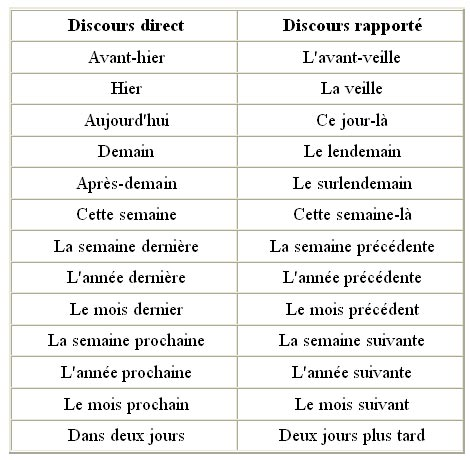 Discours direct Discours rapporté
Avant-hier L'avant-veille
Hier La veille
Aujourd'hui Ce jour-là
Demain Le lendemain
Après-demain Le surlendemain
Cette semaine Cette semaine-là
La semaine dernière La semaine précédente
L'année dernière L'année précédente
Le mois dernier Le mois précédent
La semaine prochaine La semaine suivante
L'année prochaine L'année suivante
Le mois prochain Le mois suivant
Dans deux jours Deux jours plus tard